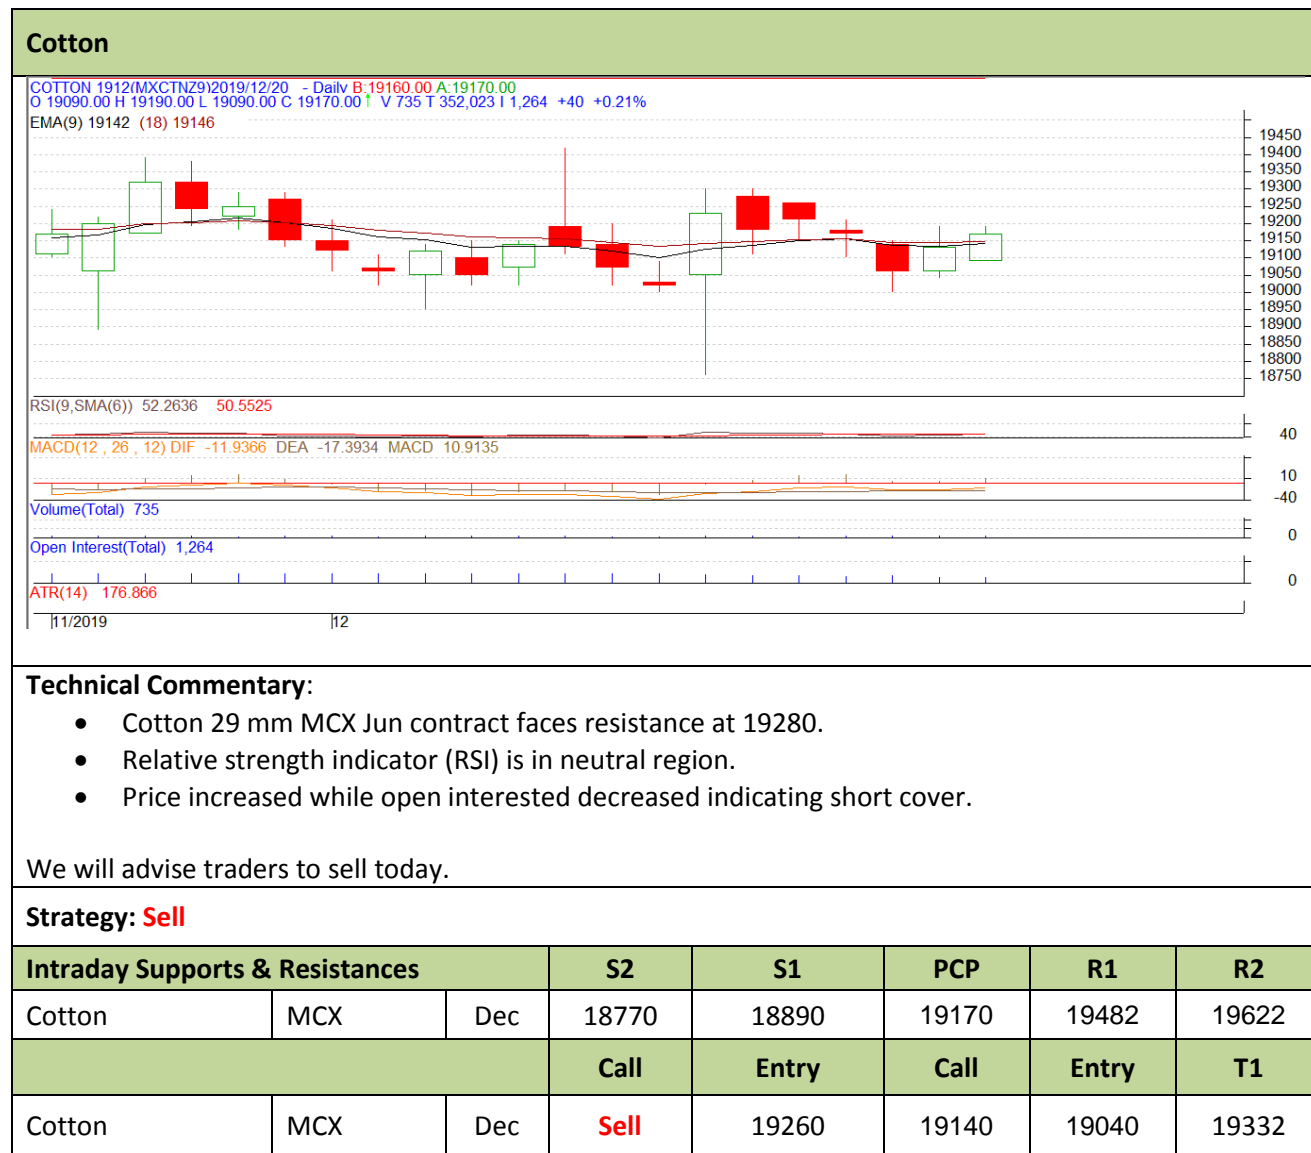 Cotton
COTTON 1912(MXCTNZ9)2019/12/20 - Daily B:19160.00 A:19170.00
O 19090.00 H 19190.00 L 19090.00 C 19170.00↑ V 735 T 352,023 I 1,264 +40 +0.21%
EMA(9) 19142 (18) 19146
19450
19400
19350
19300
19250
19200
19150
19100
19050
19000
18950
18900
18850
18800
18750
RSI(9,SMA(6)) 52.2636 50.5525
40
MACD(12 , 26 , 12) DIF -11.9366 DEA -17.3934 MACD 10.9135
10
-40
Volume(Total) 735
0
Open Interest(Total) 1,264
0
ATR(14) 176.866
11/2019 12
Technical Commentary:
• Cotton 29 mm MCX Jun contract faces resistance at 19280.
• Relative strength indicator (RSI) is in neutral region.
• Price increased while open interested decreased indicating short cover.
We will advise traders to sell today.
Strategy: Sell
Intraday Supports & Resistances S2 S1 PCP R1 R2
Cotton MCX Dec 18770 18890 19170 19482 19622
Call Entry Call Entry T1
Cotton MCX Dec Sell 19260 19140 19040 19332